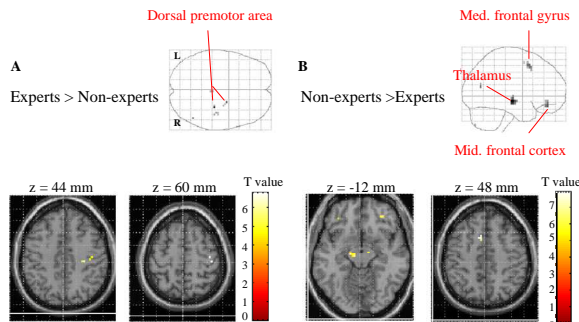 Dorsal premotor area
A
Experts > Non-experts
L
R
z = 44 mm
z = 60 mm
T value
6
5
4
3
2
1
0
Med. frontal gyrus
B
Thalamus
Non-experts >Experts
Mid. frontal cortex
z = -12 mm
z = 48 mm
T value
7
6
5
4
3
2
1
0